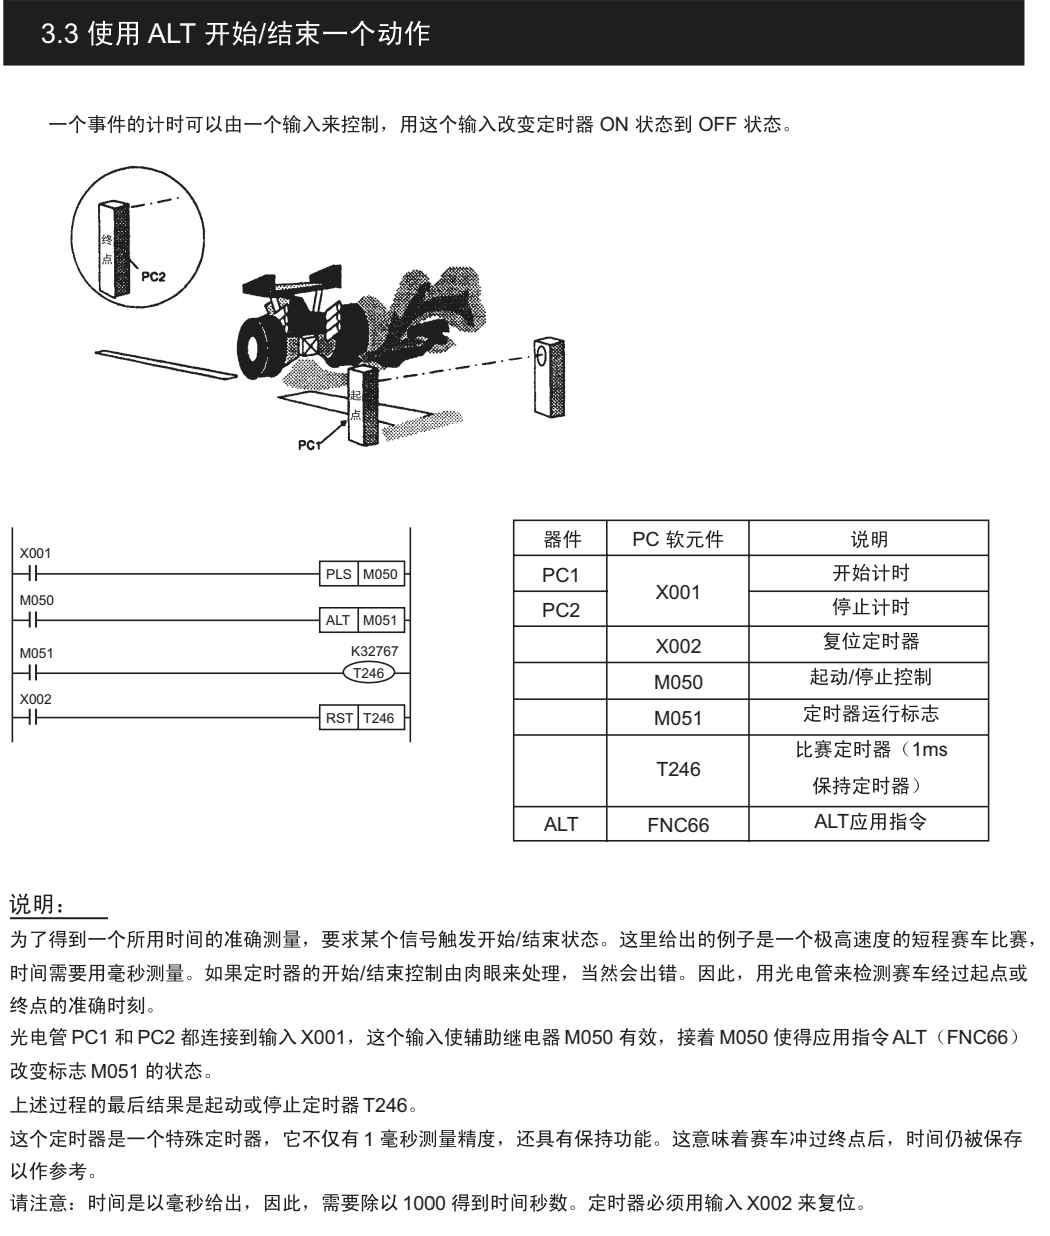 3.3 使用 ALT 开始/结束一个动作
一个事件的计时可以由一个输入来控制，用这个输入改变定时器 ON 状态到 OFF 状态。
终
点
PC2
起
点
PC1
X001
PLS M050
M050
ALT M051
M051
K32767
T246
X002
RST T246
器件 PC 软元件 说明
PC1 X001 开始计时
PC2 停止计时
X002 复位定时器
M050 起动/停止控制
M051 定时器运行标志
T246 比赛定时器（1ms
保持定时器）
ALT FNC66 ALT应用指令
说明：
为了得到一个所用时间的准确测量，要求某个信号触发开始/结束状态。这里给出的例子是一个极高速度的短程赛车比赛，
时间需要用毫秒测量。如果定时器的开始/结束控制由肉眼来处理，当然会出错。因此，用光电管来检测赛车经过起点或
终点的准确时刻。
光电管 PC1 和 PC2 都连接到输入 X001，这个输入使辅助继电器 M050 有效，接着 M050 使得应用指令 ALT（FNC66）
改变标志 M051 的状态。
上述过程的最后结果是起动或停止定时器 T246。
这个定时器是一个特殊定时器，它不仅有 1 毫秒测量精度，还具有保持功能。这意味着赛车冲过终点后，时间仍被保存
以作参考。
请注意：时间是以毫秒给出，因此，需要除以 1000 得到时间秒数。定时器必须用输入 X002 来复位。